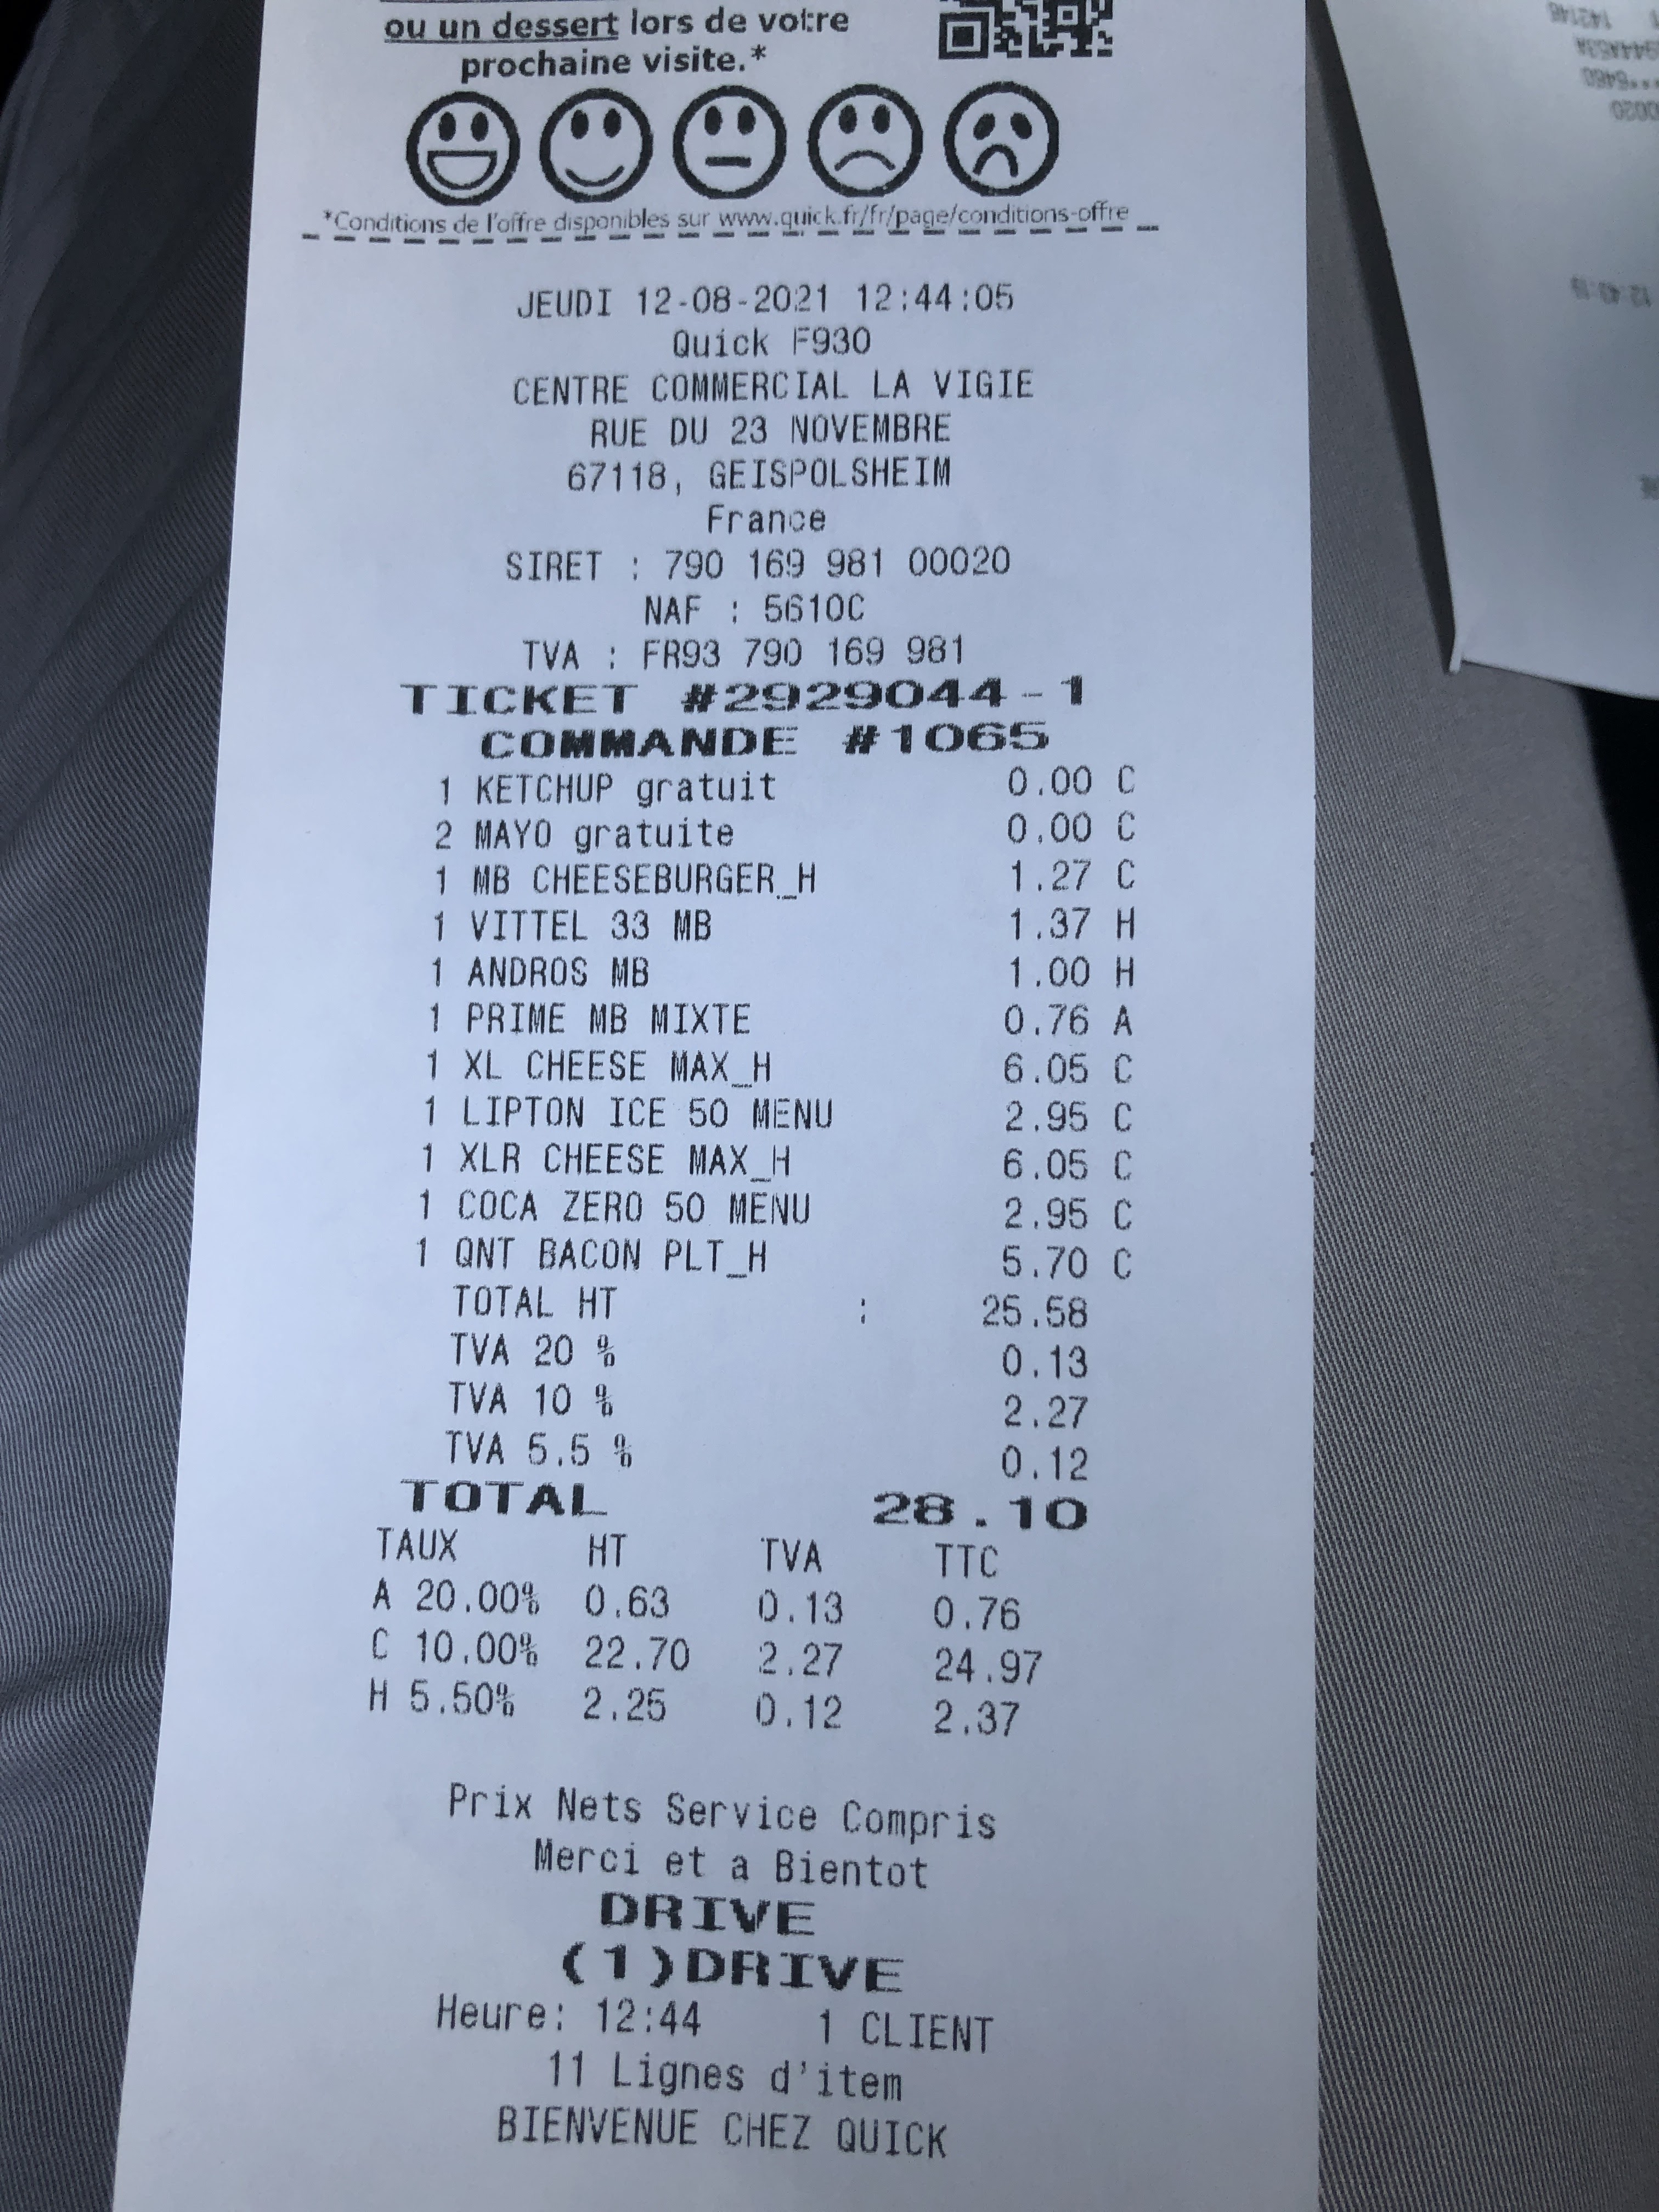 ou un dessert lors de votre
prochaine visite.*
*Conditions de l'offre disponibles sur www.quick.fr/fr/page/conditions-offre
JEUDI 12-08-2021 12:44:05
Quick F930
CENTRE COMMERCIAL LA VIGIE
RUE DU 23 NOVEMBRE
67118, GEISPOLSHEIM
France
SIRET : 790 169 981 00020
NAF : 5610C
TVA : FR93 790 169 981
TICKET #2929044-1
COMMANDE #1065
1 KETCHUP gratuit 0.00 C
2 MAYO gratuite 0.00 C
1 MB CHEESEBURGER_H 1.27 C
1 VITTEL 33 MB 1.37 H
1 ANDROS MB 1.00 H
1 PRIME MB MIXTE 0.76 A
1 XL CHEESE MAX_H 6.05 C
1 LIPTON ICE 50 MENU 2.95 C
1 XLR CHEESE MAX_H 6.05 C
1 COCA ZERO 50 MENU 2.95 C
1 QNT BACON PLT_H 5.70 C
TOTAL HT : 25.58
TVA 20 % 0.13
TVA 10 % 2.27
TVA 5.5 % 0.12
TOTAL 28.10
TAUX HT TVA TTC
A 20.00% 0.63 0.13 0.76
C 10.00% 22.70 2.27 24.97
H 5.50% 2.25 0.12 2.37
Prix Nets Service Compris
Merci et a Bientot
DRIVE
(1)DRIVE
Heure: 12:44 1 CLIENT
11 Lignes d'item
BIENVENUE CHEZ QUICK
142146
12:43:19